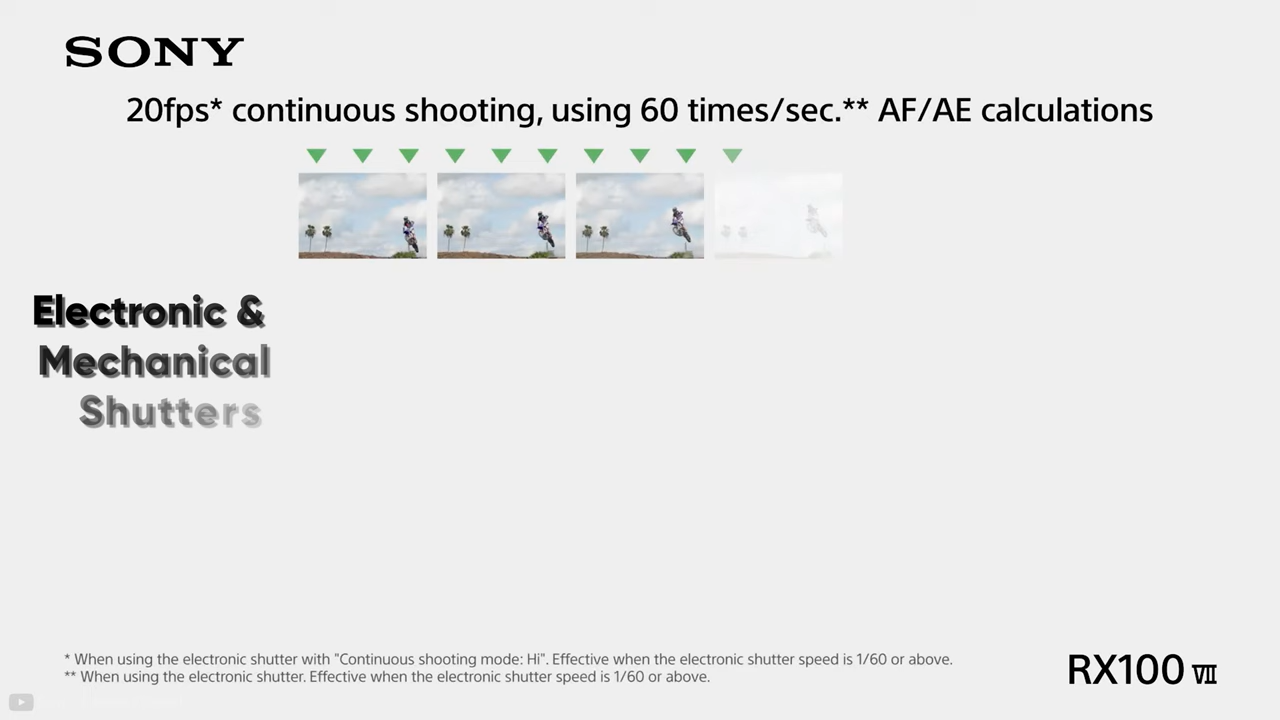 SONY
20fps* continuous shooting, using 60 times/sec.** AF/AE calculations
Electronic &
Mechanical
Shutters
* When using the electronic shutter with "Continuous shooting mode: Hi". Effective when the electronic shutter speed is 1/60 or above.
** When using the electronic shutter. Effective when the electronic shutter speed is 1/60 or above.
RX100 VII